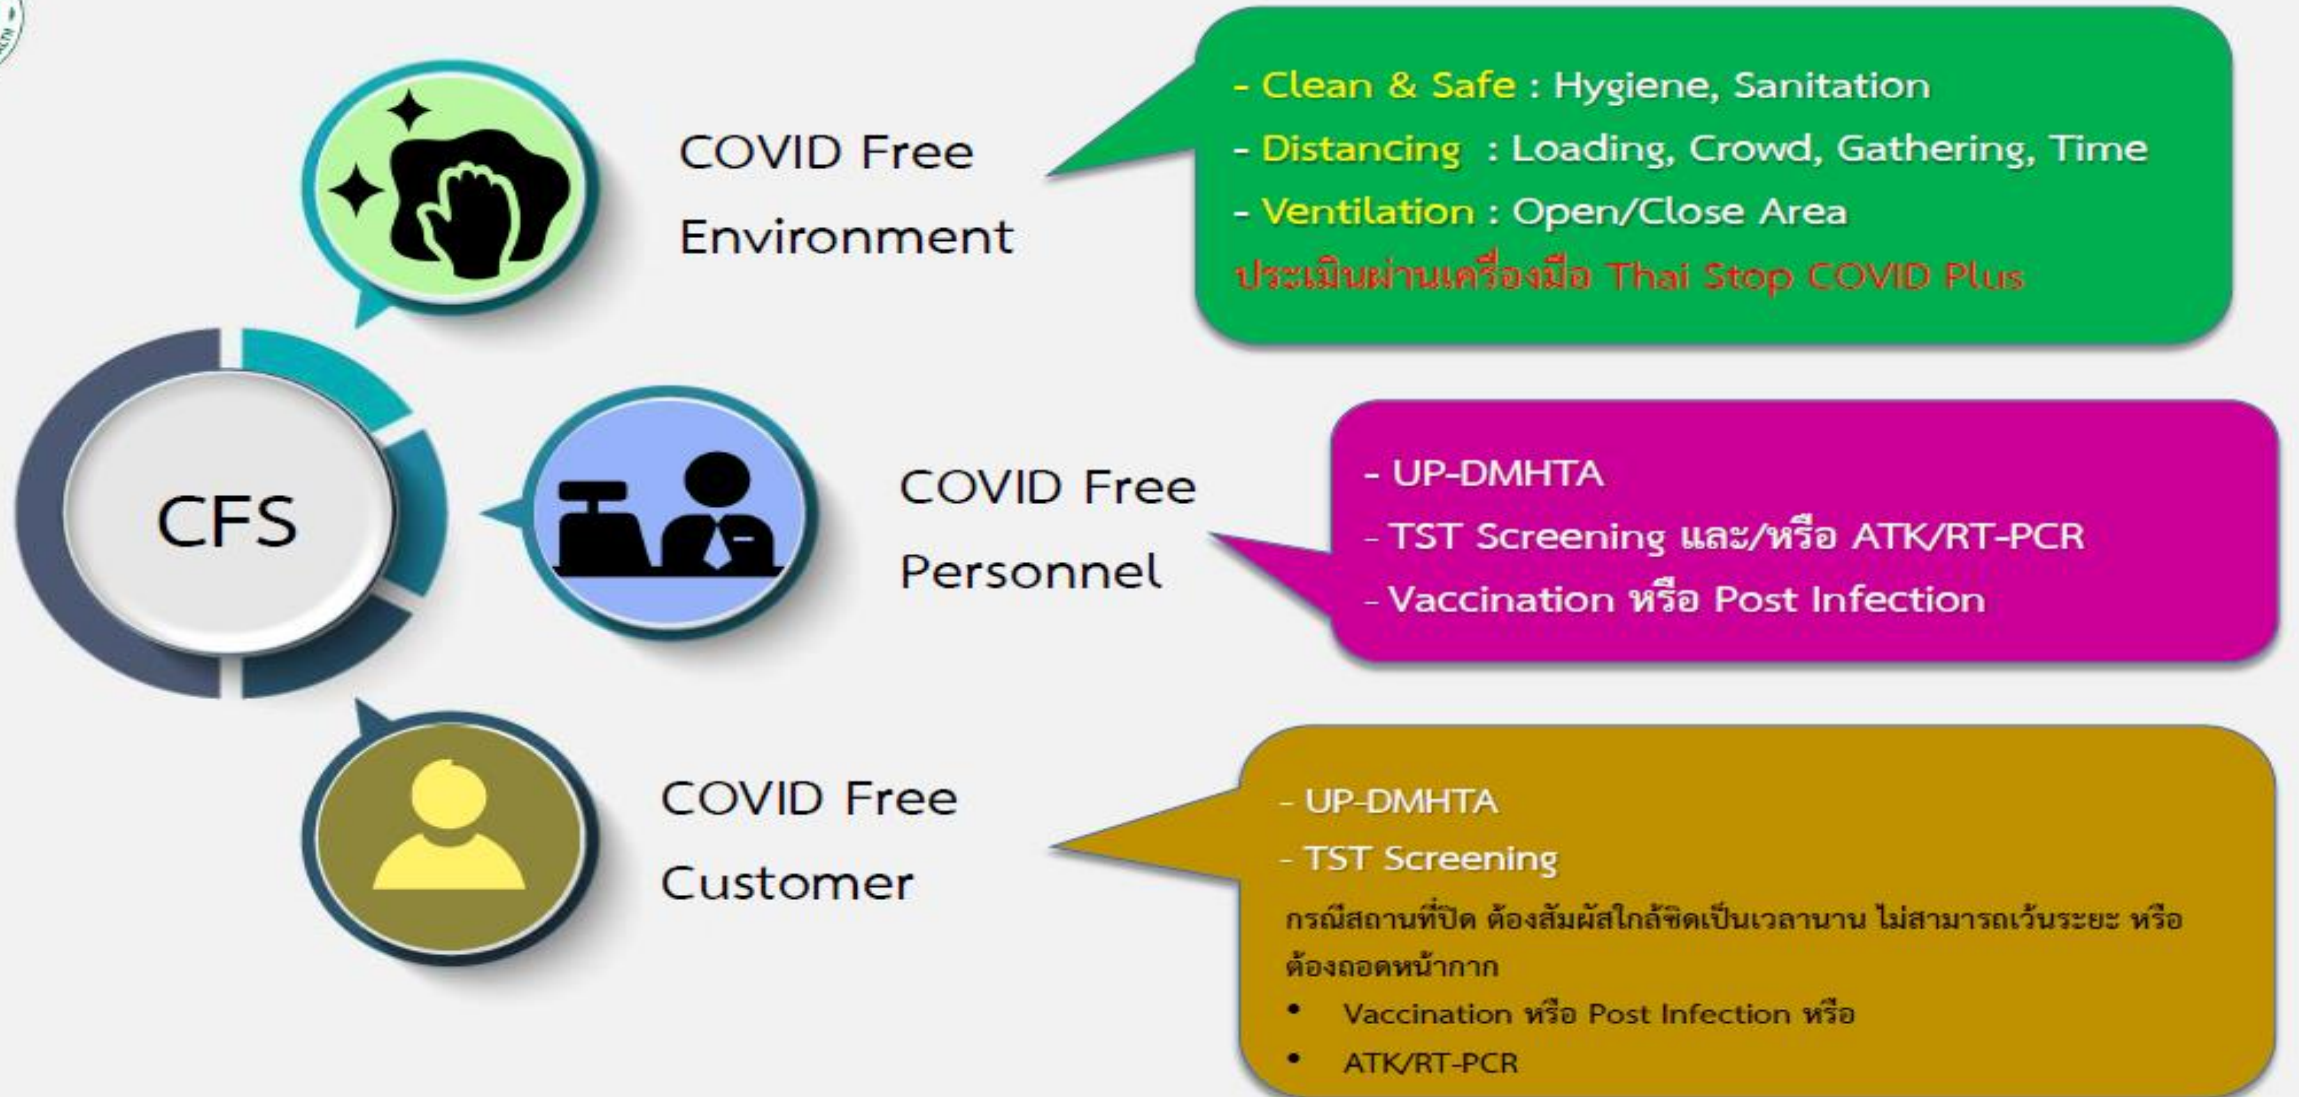 COVID Free
Environment
- Clean & Safe : Hygiene, Sanitation
- Distancing : Loading, Crowd, Gathering, Time
- Ventilation : Open/Close Area
ประเมินผ่านเครื่องมือ Thai Stop COVID Plus
CFS
COVID Free
Personnel
- UP-DMHTA
- TST Screening และ/หรือ ATK/RT-PCR
- Vaccination หรือ Post Infection
COVID Free
Customer
- UP-DMHTA
- TST Screening
กรณีสถานที่ปิด ต้องสัมผัสใกล้ชิดเป็นเวลานาน ไม่สามารถเว้นระยะ หรือ
ต้องถอดหน้ากาก
• Vaccination หรือ Post Infection หรือ
• ATK/RT-PCR